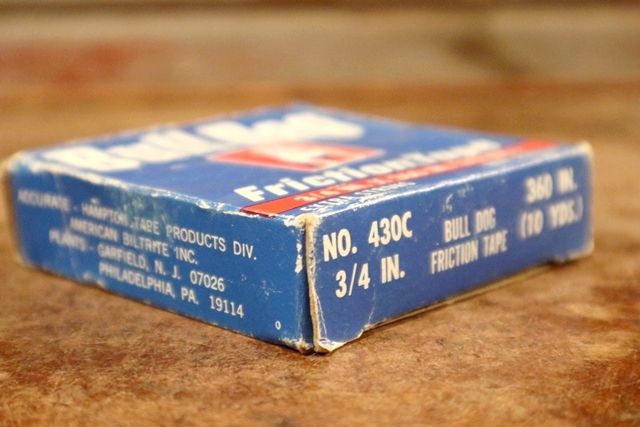 Bull Dog
Friction Tape
ACCURATE - HAMPTON TAPE PRODUCTS DIV.
AMERICAN BILTRITE INC.
PLANTS - GARFIELD, N. J. 07026
PHILADELPHIA, PA. 19114
NO. 430C
3/4 IN.
BULL DOG
FRICTION TAPE
360 IN.
(10 YDS.)